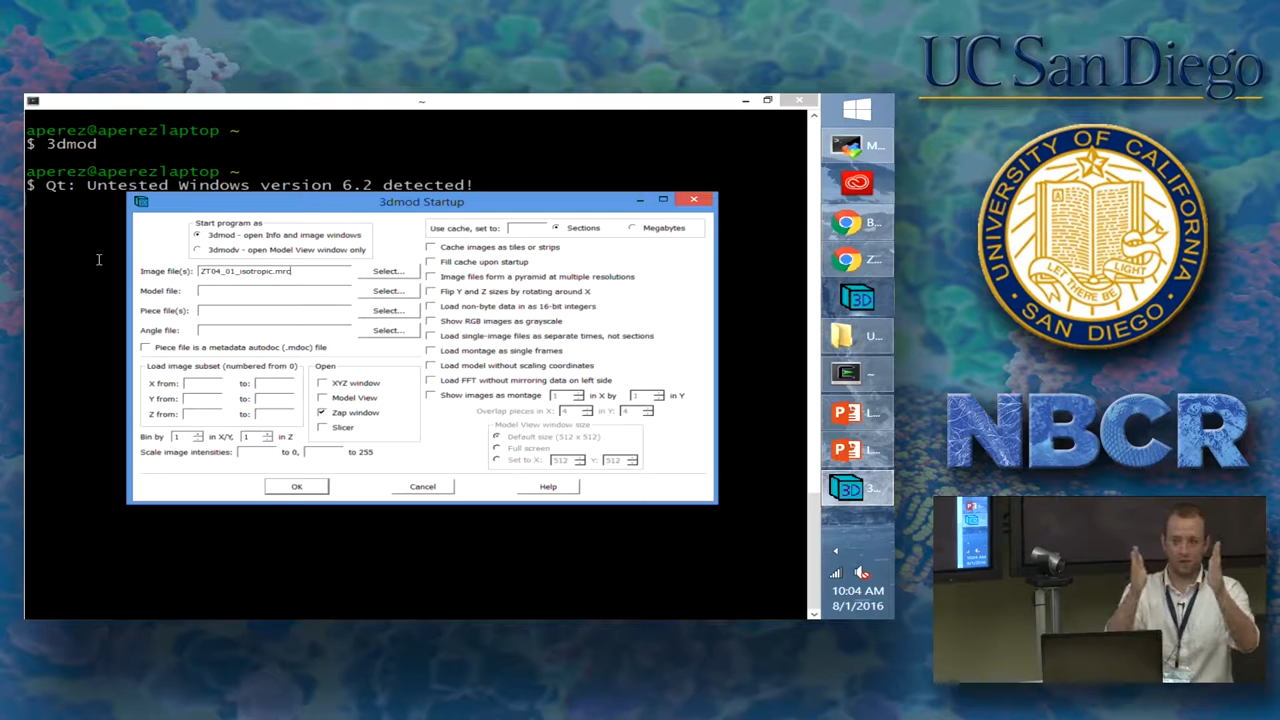 UC San Diego
~
aperez@aperezlaptop ~
$ 3dmod
aperez@aperezlaptop ~
$ Qt: Untested Windows version 6.2 detected!
3dmod Startup
Start program as
3dmod - open Info and image windows
3dmodv - open Model View window only
Image file(s): ZT04_01_isotropic.mrc Select...
Model file: Select...
Piece file(s): Select...
Angle file: Select...
Piece file is a metadata autodoc (.mdoc) file
Load image subset (numbered from 0)
X from: to:
Y from: to:
Z from: to:
Open
XYZ window
Model View
Zap window
Slicer
Bin by 1 in X/Y, 1 in Z
Scale image intensities: to 0, to 255
Use cache, set to: Sections Megabytes
Cache images as tiles or strips
Fill cache upon startup
Image files form a pyramid at multiple resolutions
Flip Y and Z sizes by rotating around X
Load non-byte data in as 16-bit integers
Show RGB images as grayscale
Load single-image files as separate times, not sections
Load montage as single frames
Load model without scaling coordinates
Load FFT without mirroring data on left side
Show images as montage 1 in X by 1 in Y
Overlap pieces in X: 4 in Y: 4
Model View window size
Default size (512 x 512)
Full screen
Set to X: 512 Y: 512
OK Cancel Help
M...
B...
Z...
3D
U...
~
L...
L...
3D 3...
10:04 AM
8/1/2016
UNIVERSITY OF CALIFORNIA
LET THERE BE LIGHT
SAN DIEGO
NBCR